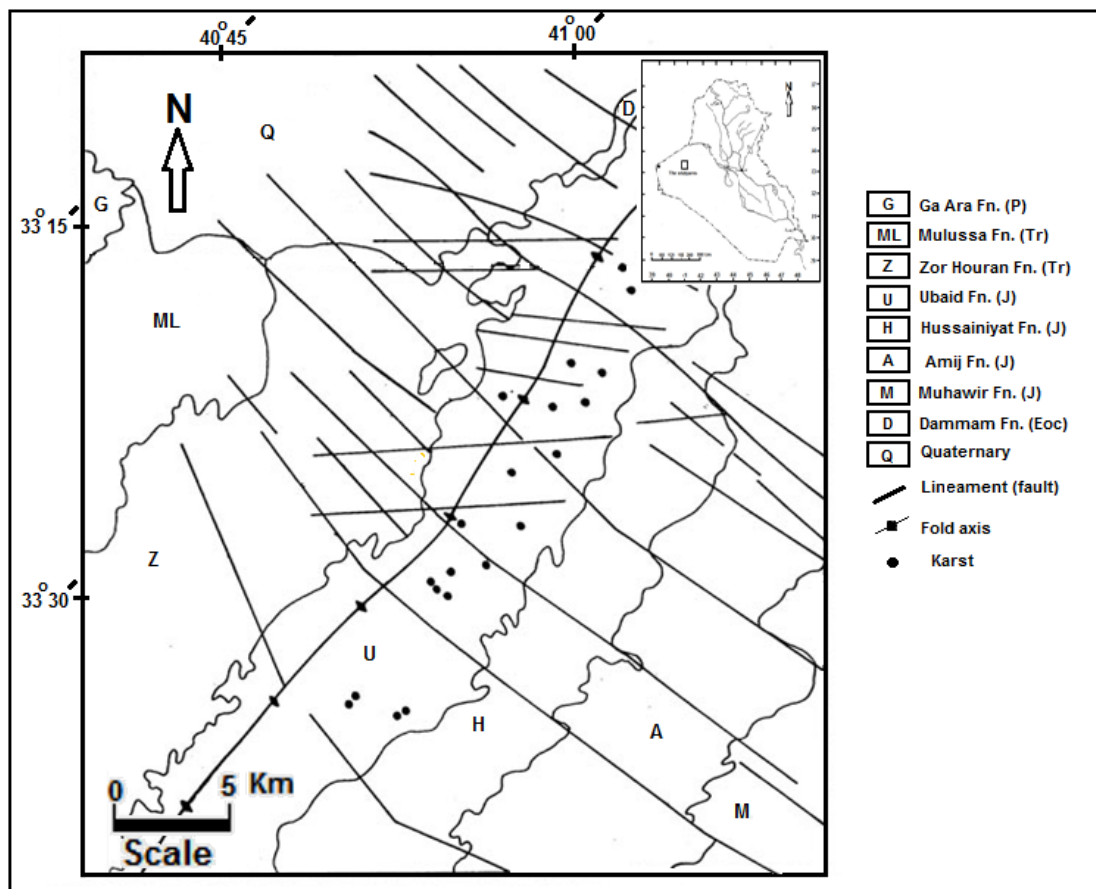 40°45′
41°00′
N
Q
D
N
G
33°15′
ML
Z
33°30′
U
H
A
M
0 5 Km
Scale
G Ga Ara Fn. (P)
ML Mulussa Fn. (Tr)
Z Zor Houran Fn. (Tr)
U Ubaid Fn. (J)
H Hussainiyat Fn. (J)
A Amij Fn. (J)
M Muhawir Fn. (J)
D Dammam Fn. (Eoc)
Q Quaternary
Lineament (fault)
Fold axis
Karst